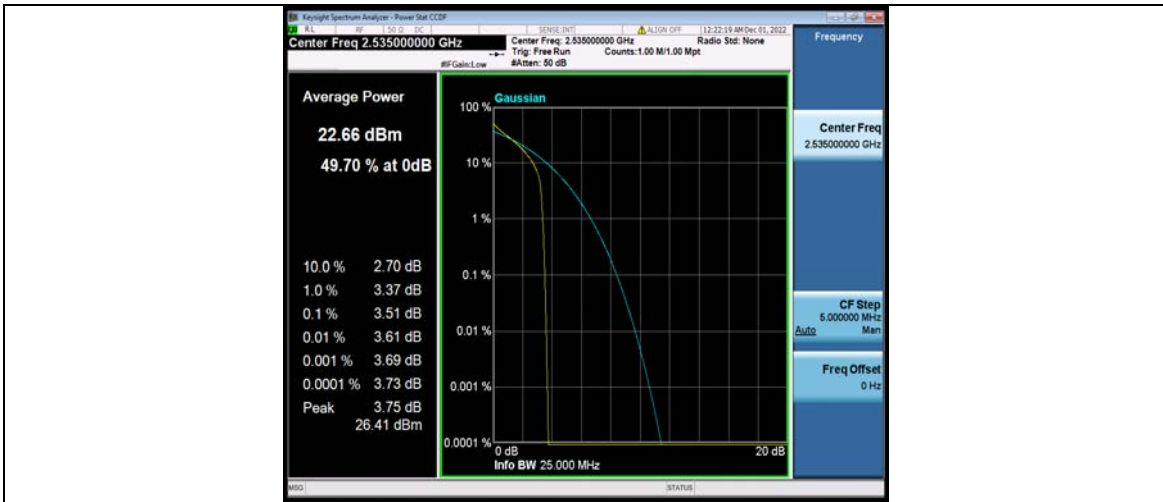 Keysight Spectrum Analyzer - Power Stat CCDF
RL RF 50 Ω DC SENSE:INT ALIGN OFF 12:22:19 AM Dec 01, 2022
Center Freq 2.535000000 GHz
Center Freq: 2.535000000 GHz Radio Std: None
Trig: Free Run Counts:1.00 M/1.00 Mpt
#IFGain:Low #Atten: 50 dB
Frequency
Average Power
22.66 dBm
49.70 % at 0dB
10.0 % 2.70 dB
1.0 % 3.37 dB
0.1 % 3.51 dB
0.01 % 3.61 dB
0.001 % 3.69 dB
0.0001 % 3.73 dB
Peak 3.75 dB
26.41 dBm
Gaussian
100 %
10 %
1 %
0.1 %
0.01 %
0.001 %
0.0001 %
0 dB 20 dB
Info BW 25.000 MHz
Center Freq
2.535000000 GHz
CF Step
5.000000 MHz
Auto Man
Freq Offset
0 Hz
MSG STATUS